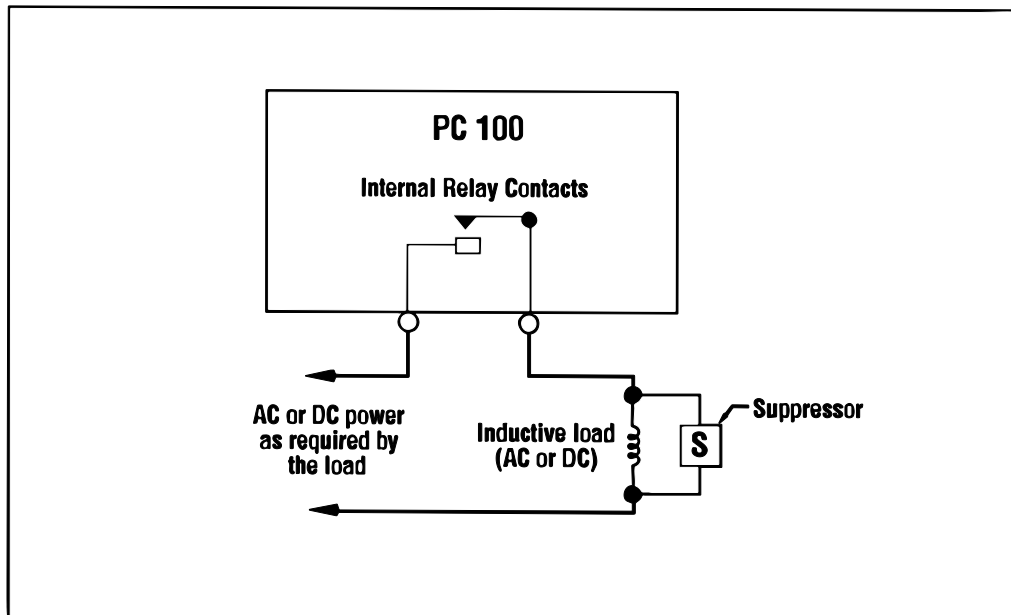 PC 100
Internal Relay Contacts
AC or DC power
as required by
the load
Inductive load
(AC or DC)
Suppressor
S